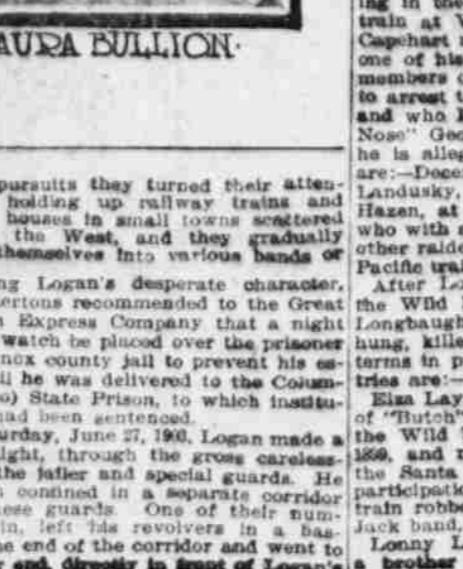 AURA BULLION.
pursuits they turned their atten-
holding up railway trains and
houses in small towns scattered
the West, and they gradually
themselves into various bands or
ng Logan's desperate character,
ertons recommended to the Great
n Express Company that a night
watch be placed over the prisoner
nox county jail to prevent his es-
il he was delivered to the Colum-
o) State Prison, to which institu-
had been sentenced.
urday, June 27, 1903, Logan made a
light, through the gross careless-
the jailer and special guards. He
s confined in a separate corridor
hese guards. One of their num-
in, left his revolvers in a bas-
he end of the corridor and went to
r end, directly in front of Logan's
ing in the
train at
Capehart
one of his
members o
to arrest t
and who
Nose" Geo
he is alleg
are:—Dece
Landusky,
Hazen, at
who with
other raide
Pacific trai
After Lo
the Wild
Longbaugh
hung, kille
terms in p
tries are:—
Elza Lay
of "Butch"
the Wild
1899, and
the Santa
participati
train robbe
Jack band,
Lonny L
a brother